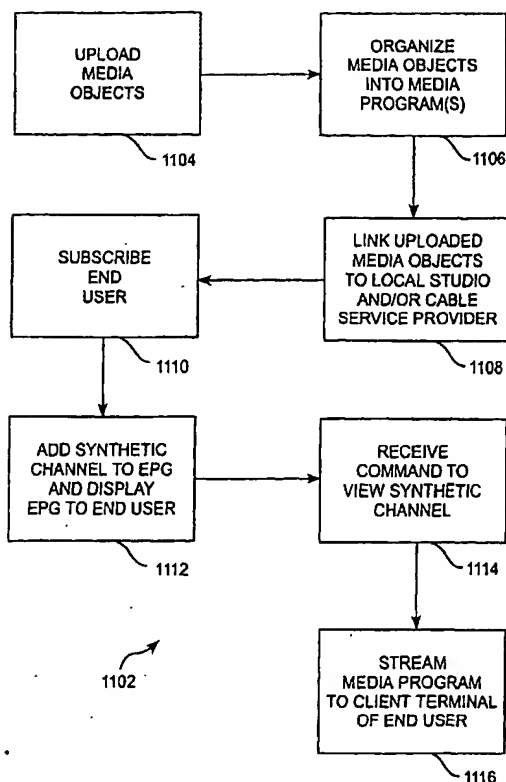 UPLOAD
MEDIA
OBJECTS
1104
ORGANIZE
MEDIA OBJECTS
INTO MEDIA
PROGRAM(S)
1106
LINK UPLOADED
MEDIA OBJECTS
TO LOCAL STUDIO
AND/OR CABLE
SERVICE PROVIDER
1108
SUBSCRIBE
END
USER
1110
ADD SYNTHETIC
CHANNEL TO EPG
AND DISPLAY
EPG TO END USER
1112
RECEIVE
COMMAND TO
VIEW SYNTHETIC
CHANNEL
1114
1102
STREAM
MEDIA PROGRAM
TO CLIENT TERMINAL
OF END USER
1116